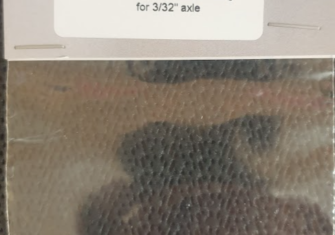 for 3/32" axle